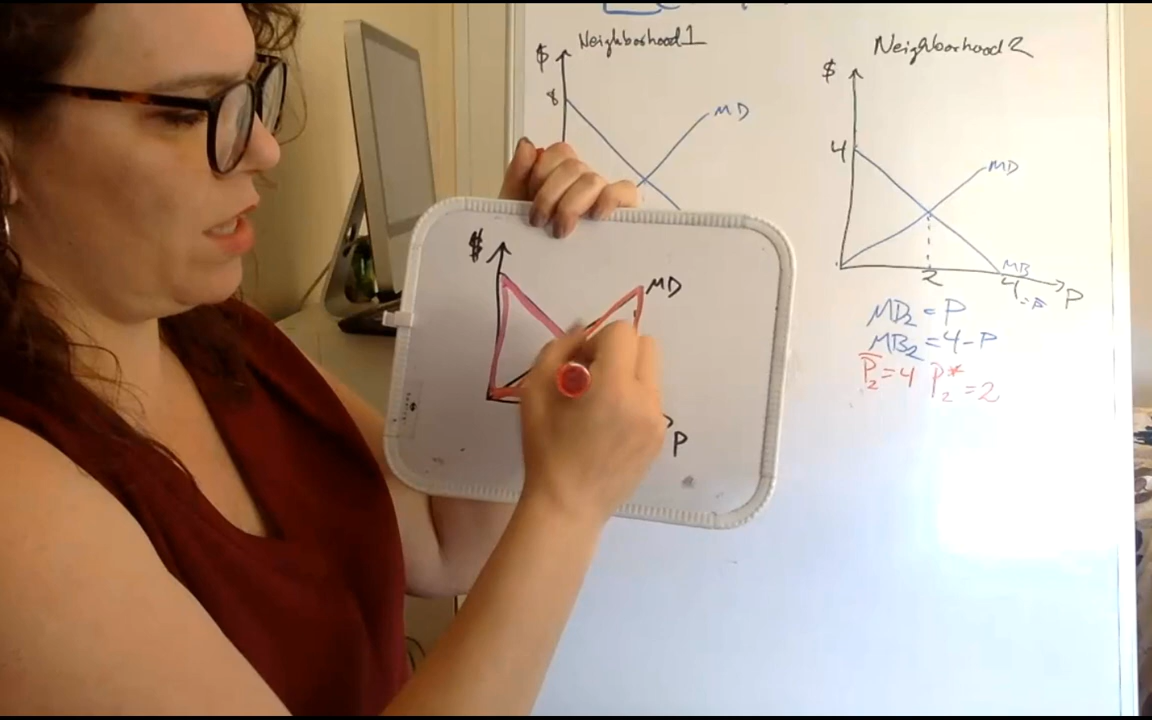 Neighborhood 1
$
8
MD
Neighborhood 2
$
4
MD
MB
2
4
P
MD₂ = P
MB₂ = 4 - P
P̅₂ = 4 P₂* = 2
$
MD
P